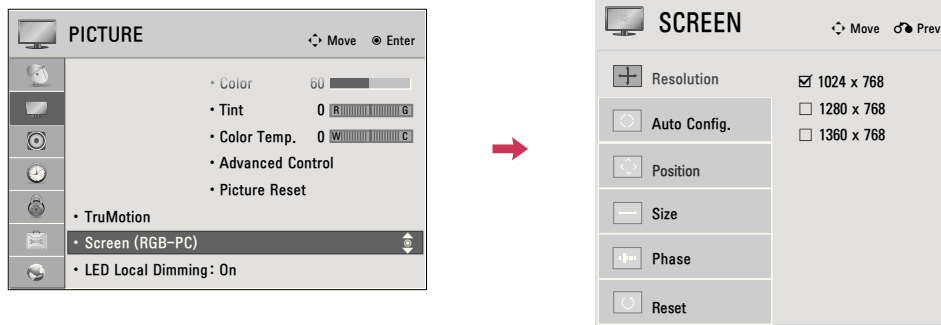 PICTURE
Move Enter
• Color 60
• Tint 0 R G
• Color Temp. 0 W C
• Advanced Control
• Picture Reset
• TruMotion
• Screen (RGB-PC)
• LED Local Dimming: On
SCREEN
Move Prev
Resolution
Auto Config.
Position
Size
Phase
Reset
☑ 1024 x 768
☐ 1280 x 768
☐ 1360 x 768